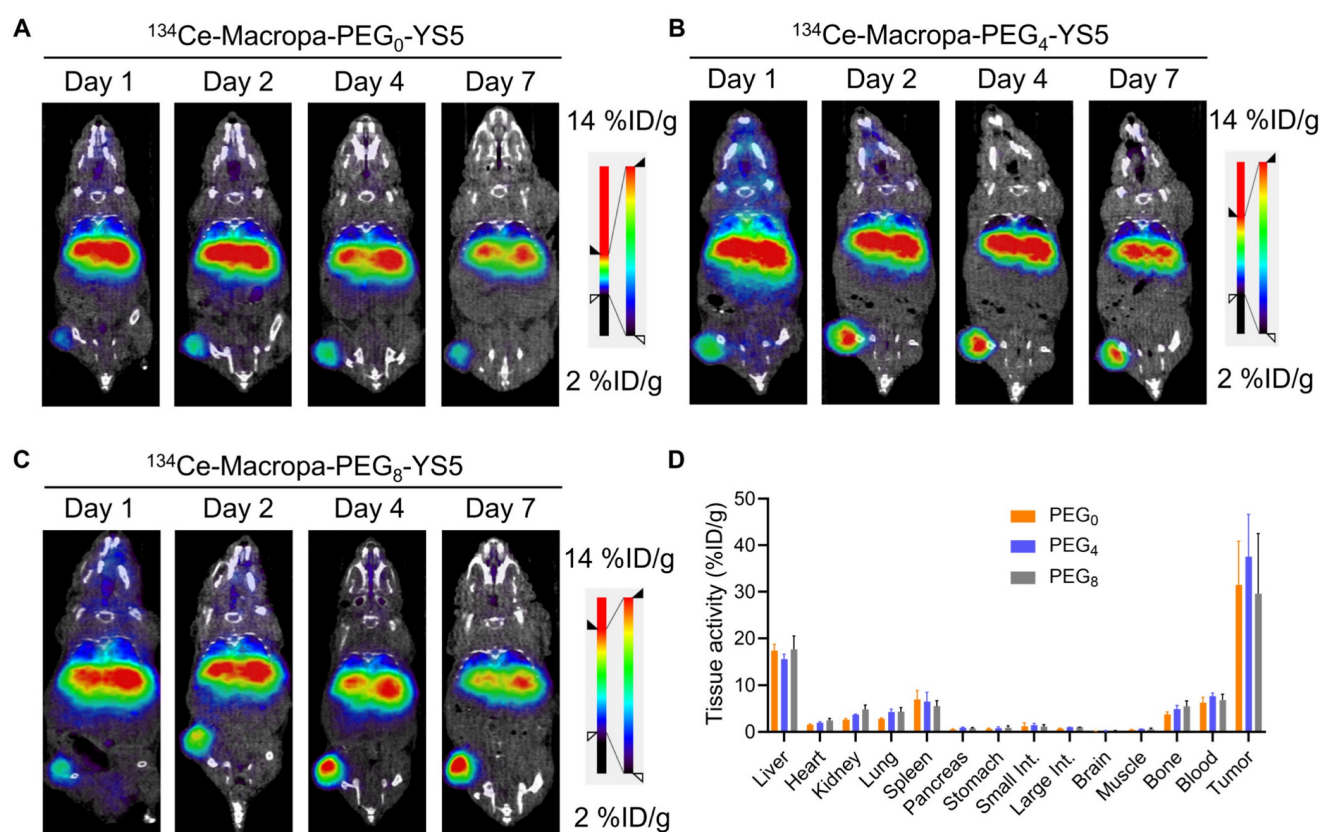 A
¹³⁴Ce-Macropa-PEG₀-YS5
Day 1 Day 2 Day 4 Day 7
14 %ID/g
2 %ID/g
B
¹³⁴Ce-Macropa-PEG₄-YS5
Day 1 Day 2 Day 4 Day 7
14 %ID/g
2 %ID/g
C
¹³⁴Ce-Macropa-PEG₈-YS5
Day 1 Day 2 Day 4 Day 7
14 %ID/g
2 %ID/g
D
Tissue activity (%ID/g)
50
40
30
20
10
0
PEG₀
PEG₄
PEG₈
Liver
Heart
Kidney
Lung
Spleen
Pancreas
Stomach
Small Int.
Large Int.
Brain
Muscle
Bone
Blood
Tumor